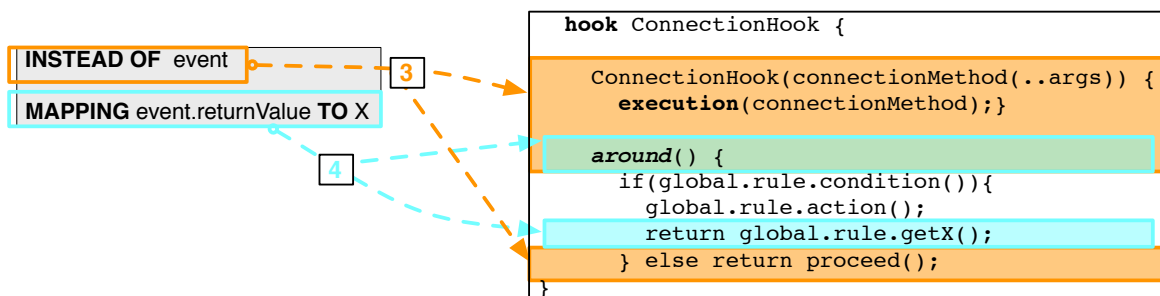 INSTEAD OF event
MAPPING event.returnValue TO X
3
4
hook ConnectionHook {
ConnectionHook(connectionMethod(..args)) {
execution(connectionMethod);}
around() {
if(global.rule.condition()){
global.rule.action();
return global.rule.getX();
} else return proceed();
}